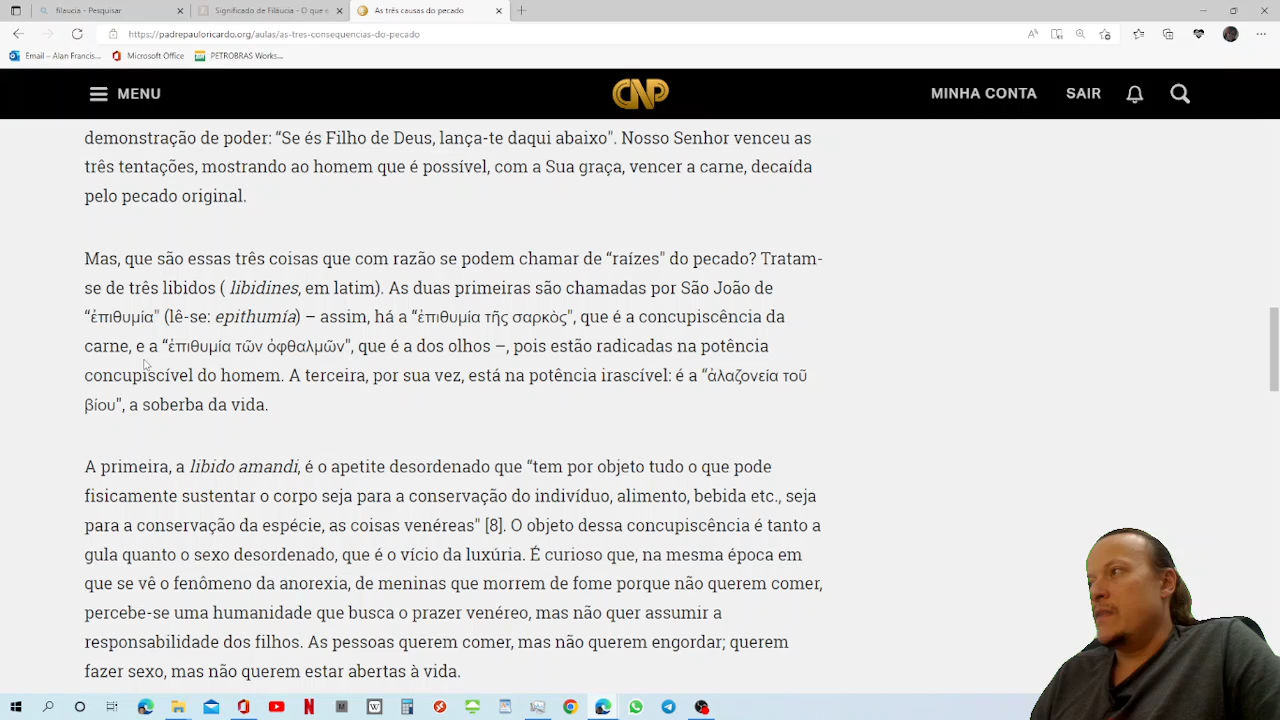 filaucia - Pesquisar
Significado de Filáucia - O que é
As três causas do pecado
https://padrepauloricardo.org/aulas/as-tres-consequencias-do-pecado
Email – Alan Francis...
Microsoft Office
PETROBRAS Works...
MENU
CNP
MINHA CONTA
SAIR
demonstração de poder: “Se és Filho de Deus, lança-te daqui abaixo". Nosso Senhor venceu as
três tentações, mostrando ao homem que é possível, com a Sua graça, vencer a carne, decaída
pelo pecado original.
Mas, que são essas três coisas que com razão se podem chamar de “raízes" do pecado? Tratam-
se de três libidos ( libidines, em latim). As duas primeiras são chamadas por São João de
“ἐπιθυμία" (lê-se: epithumía) – assim, há a “ἐπιθυμία τῆς σαρκὸς", que é a concupiscência da
carne, e a “ἐπιθυμία τῶν ὀφθαλμῶν", que é a dos olhos –, pois estão radicadas na potência
concupiscível do homem. A terceira, por sua vez, está na potência irascível: é a “ἀλαζονεία τοῦ
βίου", a soberba da vida.
A primeira, a libido amandi, é o apetite desordenado que “tem por objeto tudo o que pode
fisicamente sustentar o corpo seja para a conservação do indivíduo, alimento, bebida etc., seja
para a conservação da espécie, as coisas venéreas" [8]. O objeto dessa concupiscência é tanto a
gula quanto o sexo desordenado, que é o vício da luxúria. É curioso que, na mesma época em
que se vê o fenômeno da anorexia, de meninas que morrem de fome porque não querem comer,
percebe-se uma humanidade que busca o prazer venéreo, mas não quer assumir a
responsabilidade dos filhos. As pessoas querem comer, mas não querem engordar; querem
fazer sexo, mas não querem estar abertas à vida.